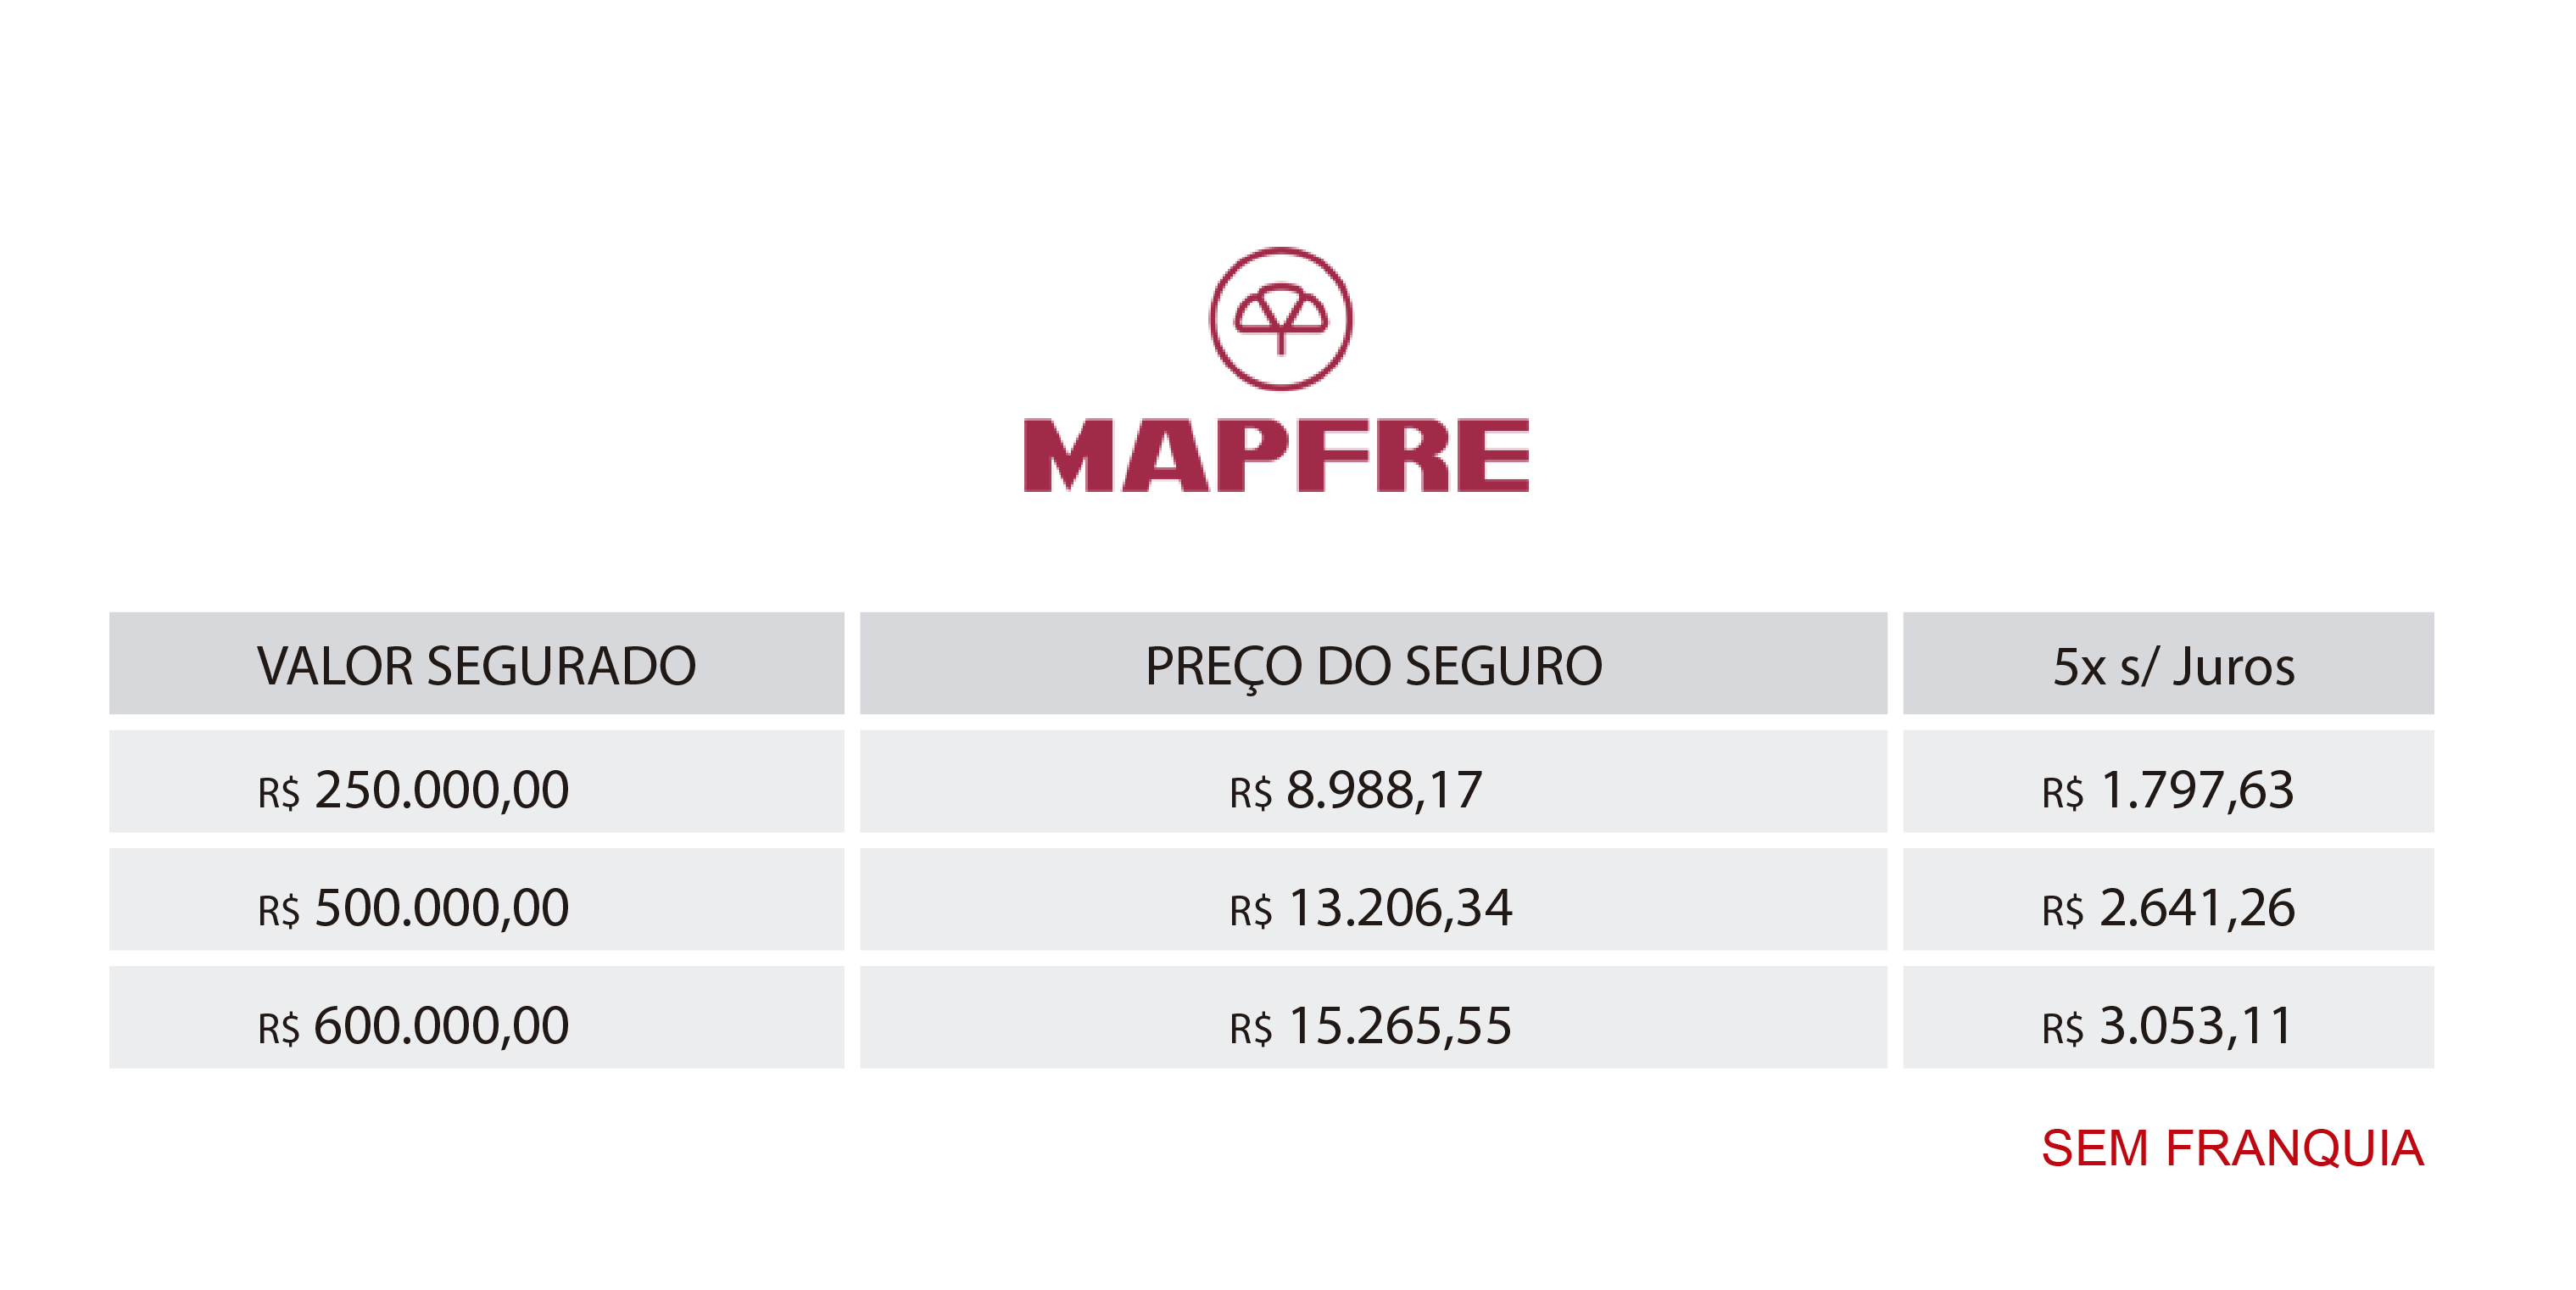 MAPFRE
VALOR SEGURADO PREÇO DO SEGURO 5x s/ Juros
R$ 250.000,00 R$ 8.988,17 R$ 1.797,63
R$ 500.000,00 R$ 13.206,34 R$ 2.641,26
R$ 600.000,00 R$ 15.265,55 R$ 3.053,11
SEM FRANQUIA